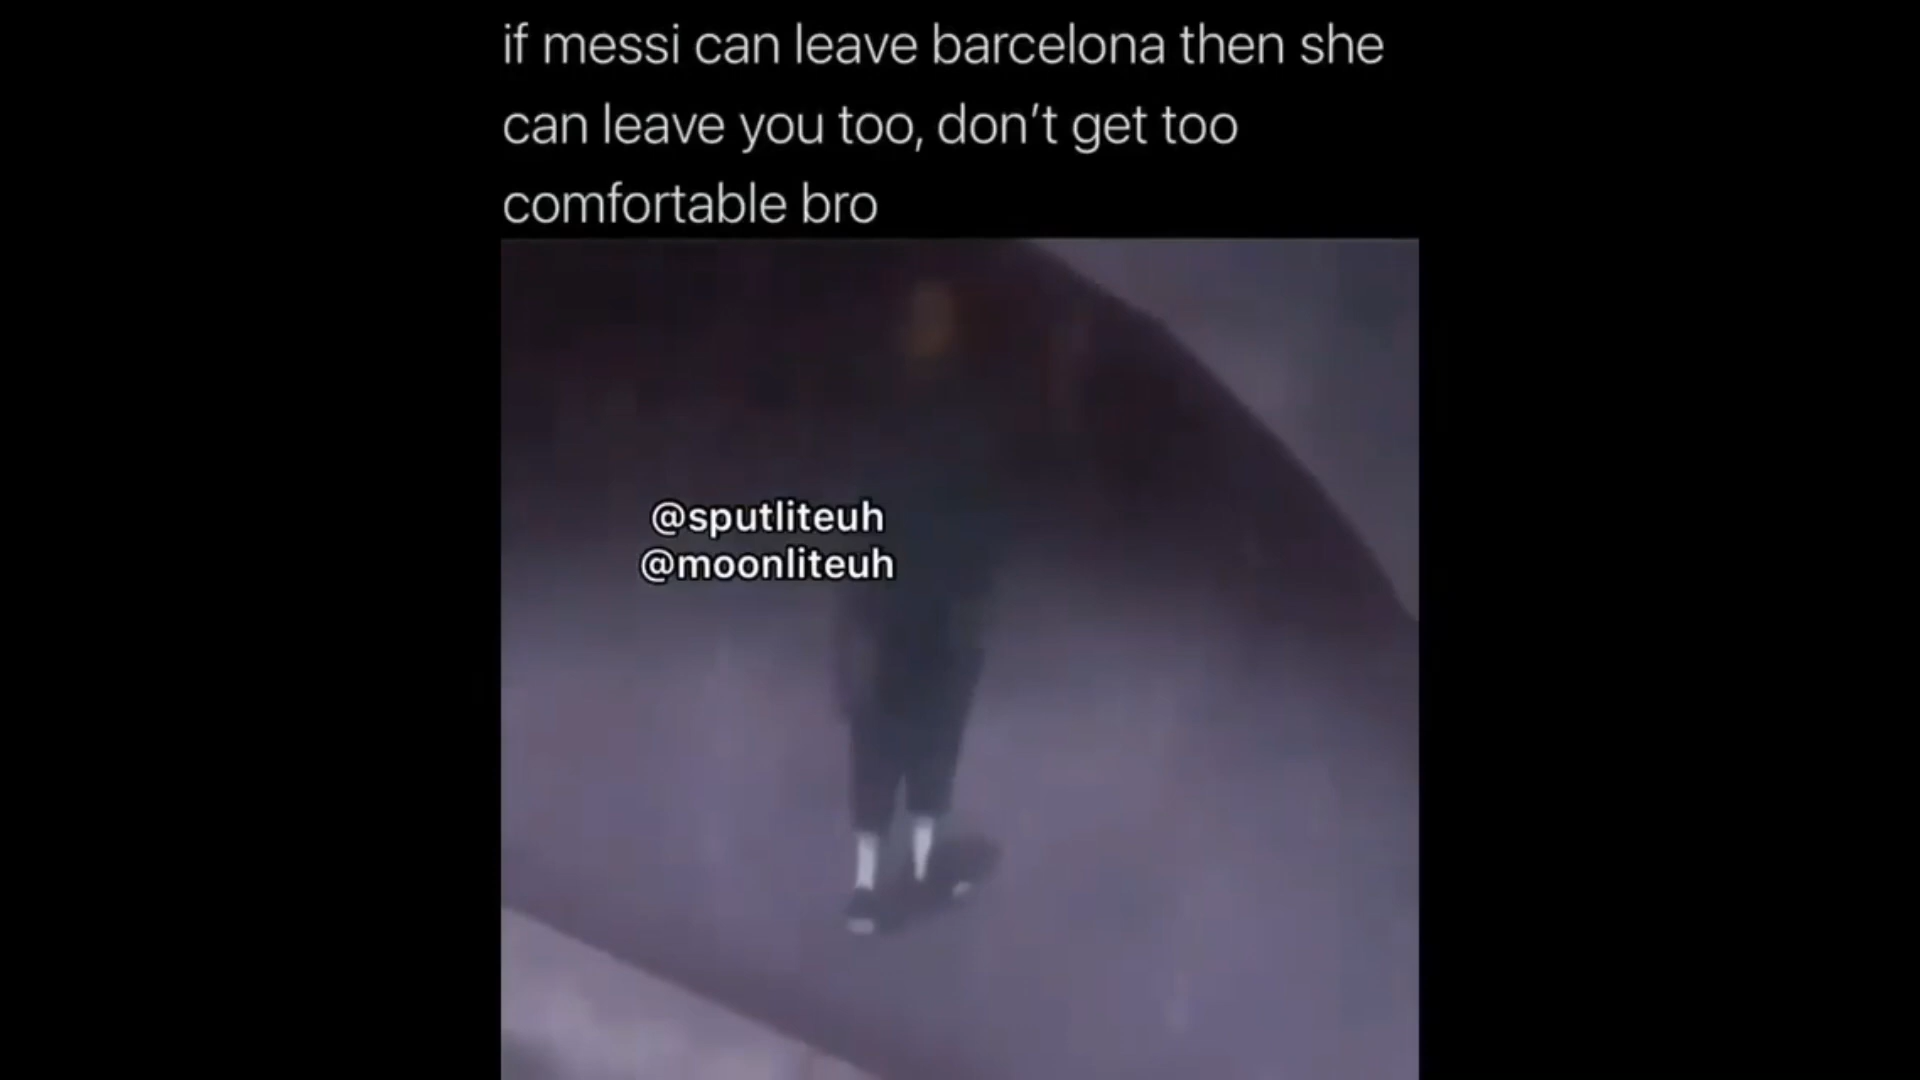 if messi can leave barcelona then she
can leave you too, don’t get too
comfortable bro
@sputliteuh
@moonliteuh